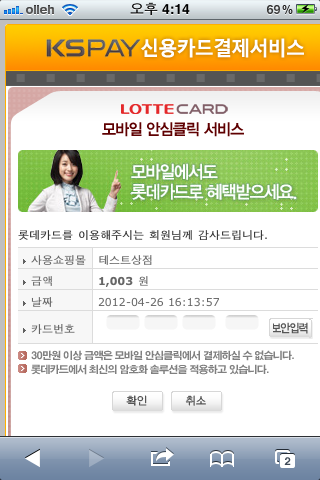 olleh 오후 4:14 69%
KSPAY신용카드결제서비스
LOTTECARD
모바일 안심클릭 서비스
모바일에서도
롯데카드로 혜택받으세요.
롯데카드를 이용해주시는 회원님께 감사드립니다.
사용쇼핑몰 테스트상점
금액 1,003 원
날짜 2012-04-26 16:13:57
카드번호 보안입력
30만원 이상 금액은 모바일 안심클릭에서 결제하실 수 없습니다.
롯데카드에서 최신의 암호화 솔루션을 적용하고 있습니다.
확인 취소
2